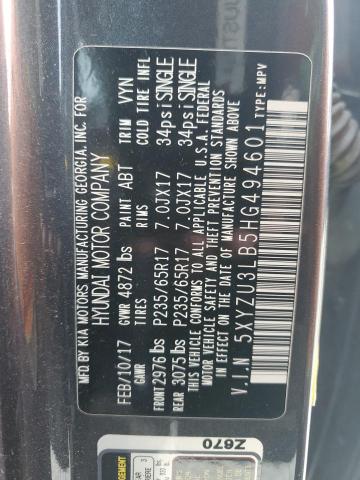 MFD BY KIA MOTORS MANUFACTURING GEORGIA, INC. FOR
HYUNDAI MOTOR COMPANY
FEB/10/17 GVWR 4872 lbs PAINT ABT TRIM VYN
GAWR TIRES RIMS COLD TIRE INFL
FRONT 2976 lbs P235/65R17 7.0JX17 34psi SINGLE
REAR 3075 lbs P235/65R17 7.0JX17 34psi SINGLE
THIS VEHICLE CONFORMS TO ALL APPLICABLE U.S.A. FEDERAL
MOTOR VEHICLE SAFETY AND THEFT PREVENTION STANDARDS
IN EFFECT ON THE DATE OF MANUFACTURE SHOWN ABOVE.
V.I.N 5XYZU3LB5HG494601 TYPE:MPV
Z670